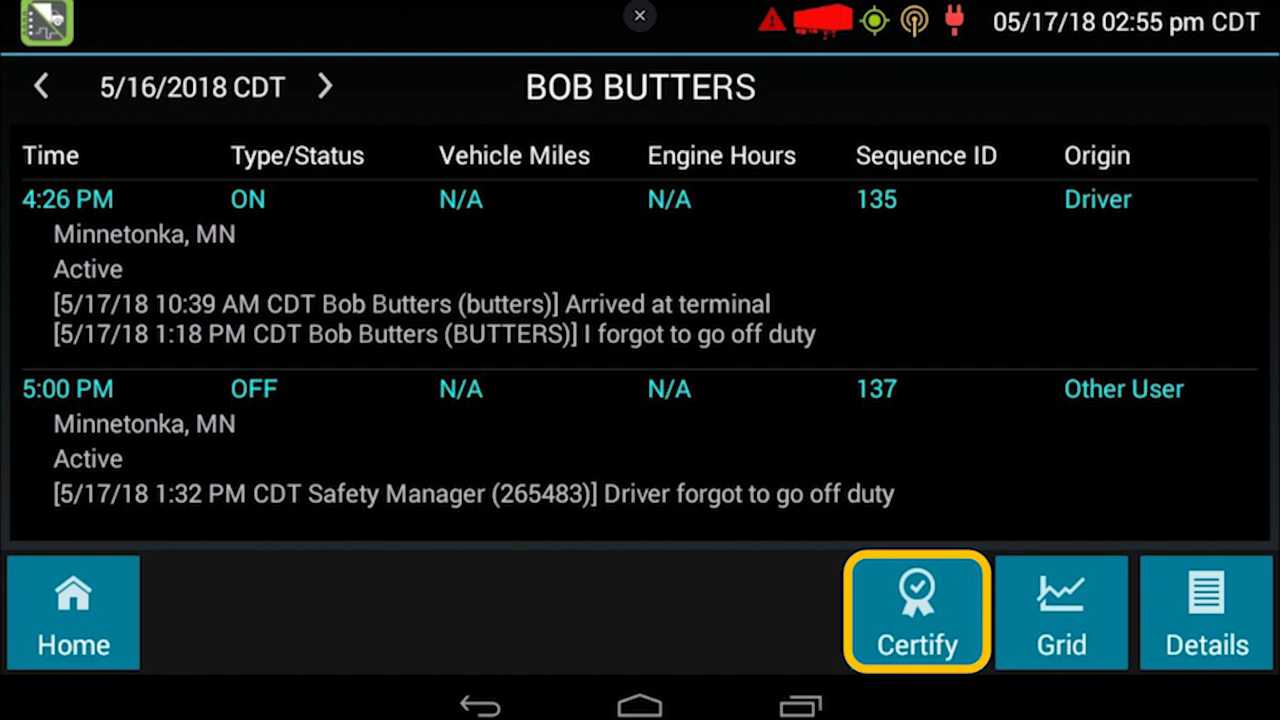 05/17/18 02:55 pm CDT
5/16/2018 CDT BOB BUTTERS
Time Type/Status Vehicle Miles Engine Hours Sequence ID Origin
4:26 PM ON N/A N/A 135 Driver
Minnetonka, MN
Active
[5/17/18 10:39 AM CDT Bob Butters (butters)] Arrived at terminal
[5/17/18 1:18 PM CDT Bob Butters (BUTTERS)] I forgot to go off duty
5:00 PM OFF N/A N/A 137 Other User
Minnetonka, MN
Active
[5/17/18 1:32 PM CDT Safety Manager (265483)] Driver forgot to go off duty
Home Certify Grid Details